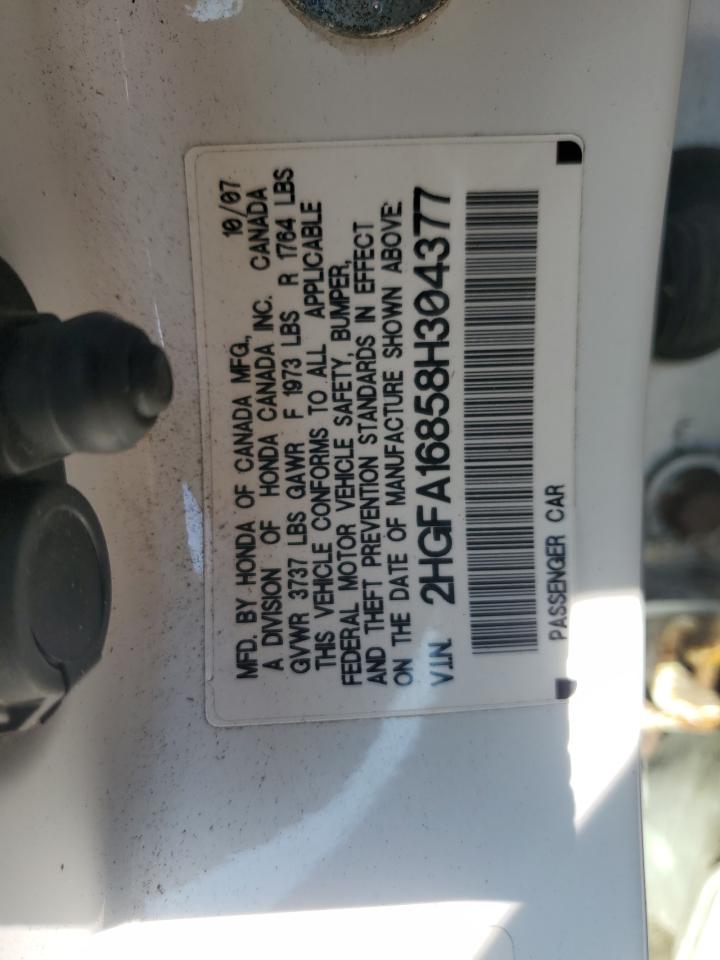 MFD. BY HONDA OF CANADA MFG., 10/07
A DIVISION OF HONDA CANADA INC. CANADA
GVWR 3737 LBS GAWR F 1973 LBS R 1764 LBS
THIS VEHICLE CONFORMS TO ALL APPLICABLE
FEDERAL MOTOR VEHICLE SAFETY, BUMPER,
AND THEFT PREVENTION STANDARDS IN EFFECT
ON THE DATE OF MANUFACTURE SHOWN ABOVE.
V.I.N. 2HGFA16858H304377
PASSENGER CAR